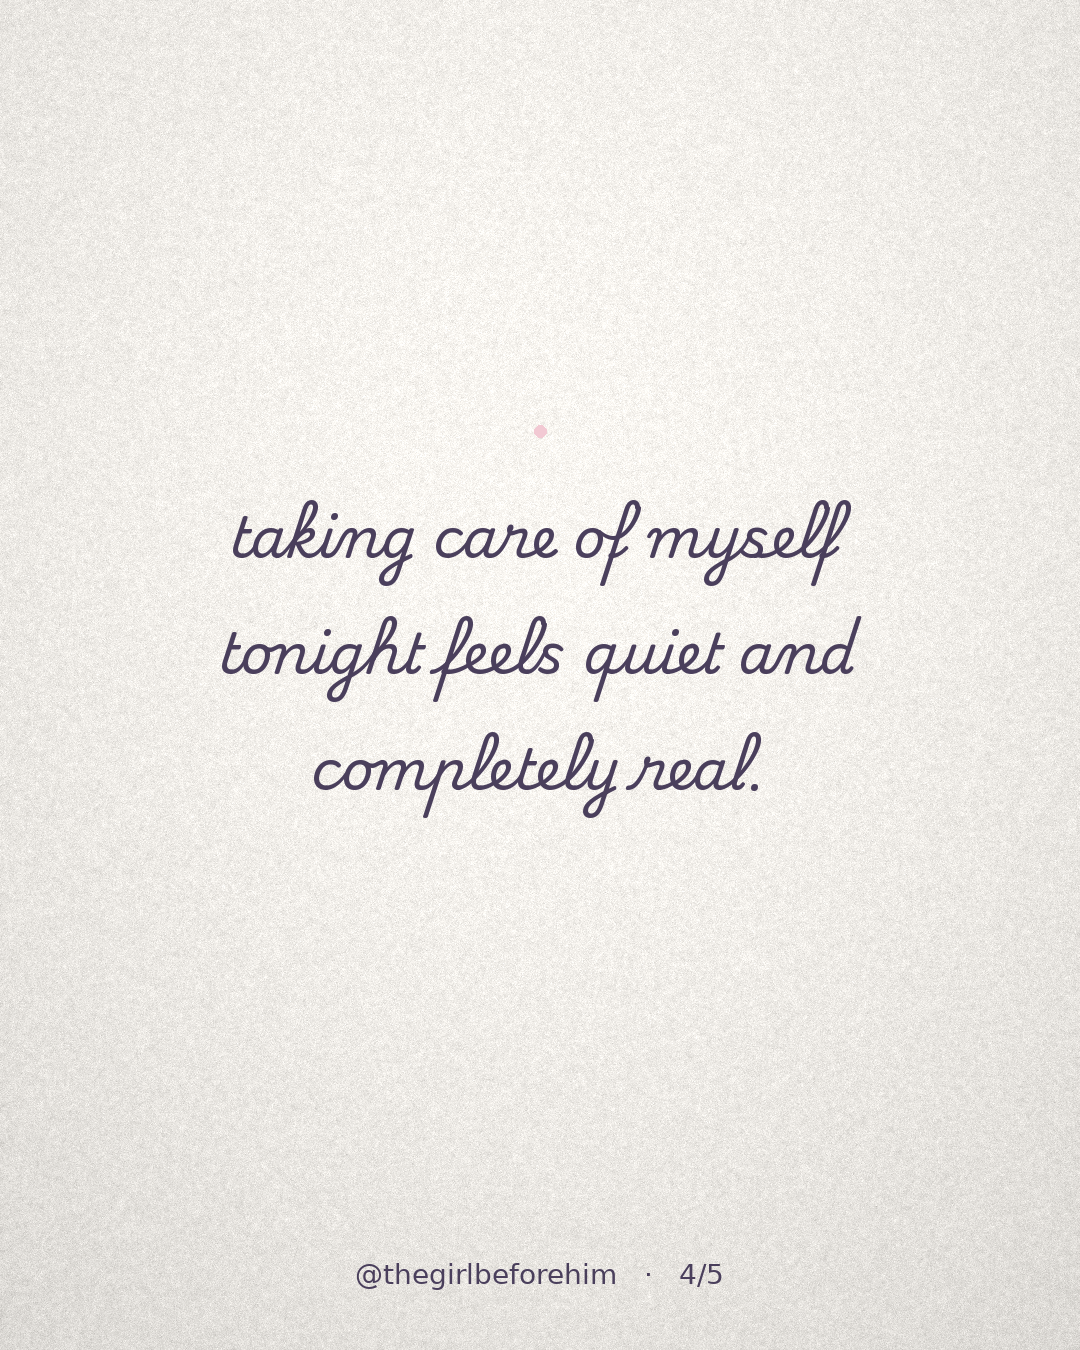 taking care of myself
tonight feels quiet and
completely real.
@thegirlbeforehim · 4/5